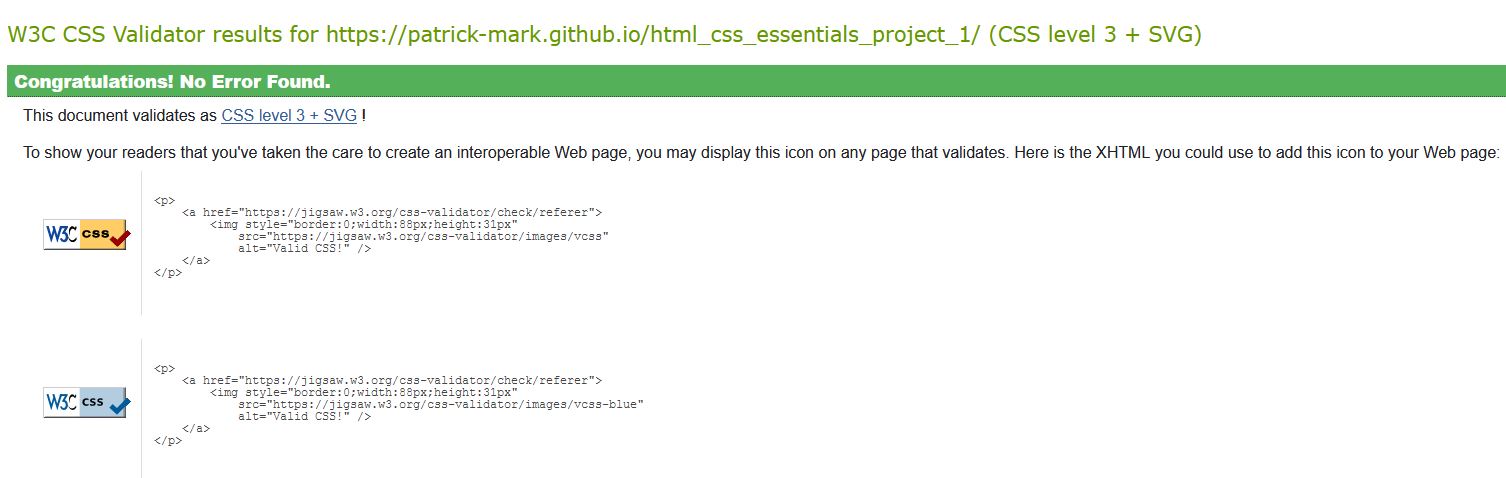 W3C CSS Validator results for https://patrick-mark.github.io/html_css_essentials_project_1/ (CSS level 3 + SVG)
Congratulations! No Error Found.
This document validates as CSS level 3 + SVG !
To show your readers that you've taken the care to create an interoperable Web page, you may display this icon on any page that validates. Here is the XHTML you could use to add this icon to your Web page:
W3C css
<p>
    <a href="https://jigsaw.w3.org/css-validator/check/referer">
        <img style="border:0;width:88px;height:31px"
            src="https://jigsaw.w3.org/css-validator/images/vcss"
            alt="Valid CSS!" />
    </a>
</p>
W3C css
<p>
    <a href="https://jigsaw.w3.org/css-validator/check/referer">
        <img style="border:0;width:88px;height:31px"
            src="https://jigsaw.w3.org/css-validator/images/vcss-blue"
            alt="Valid CSS!" />
    </a>
</p>